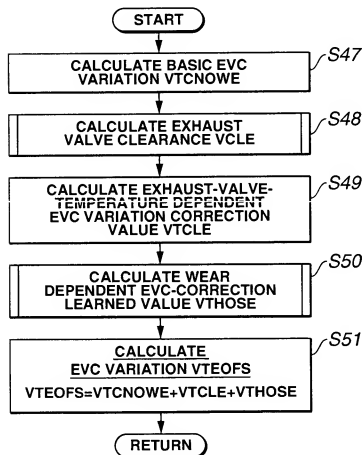 START
S47
CALCULATE BASIC EVC
VARIATION VTCNOWE
S48
CALCULATE EXHAUST
VALVE CLEARANCE VCLE
S49
CALCULATE EXHAUST-VALVE-
TEMPERATURE DEPENDENT
EVC VARIATION CORRECTION
VALUE VTCLE
S50
CALCULATE WEAR
DEPENDENT EVC-CORRECTION
LEARNED VALUE VTHOSE
S51
CALCULATE
EVC VARIATION VTEOFS
VTEOFS=VTCNOWE+VTCLE+VTHOSE
RETURN